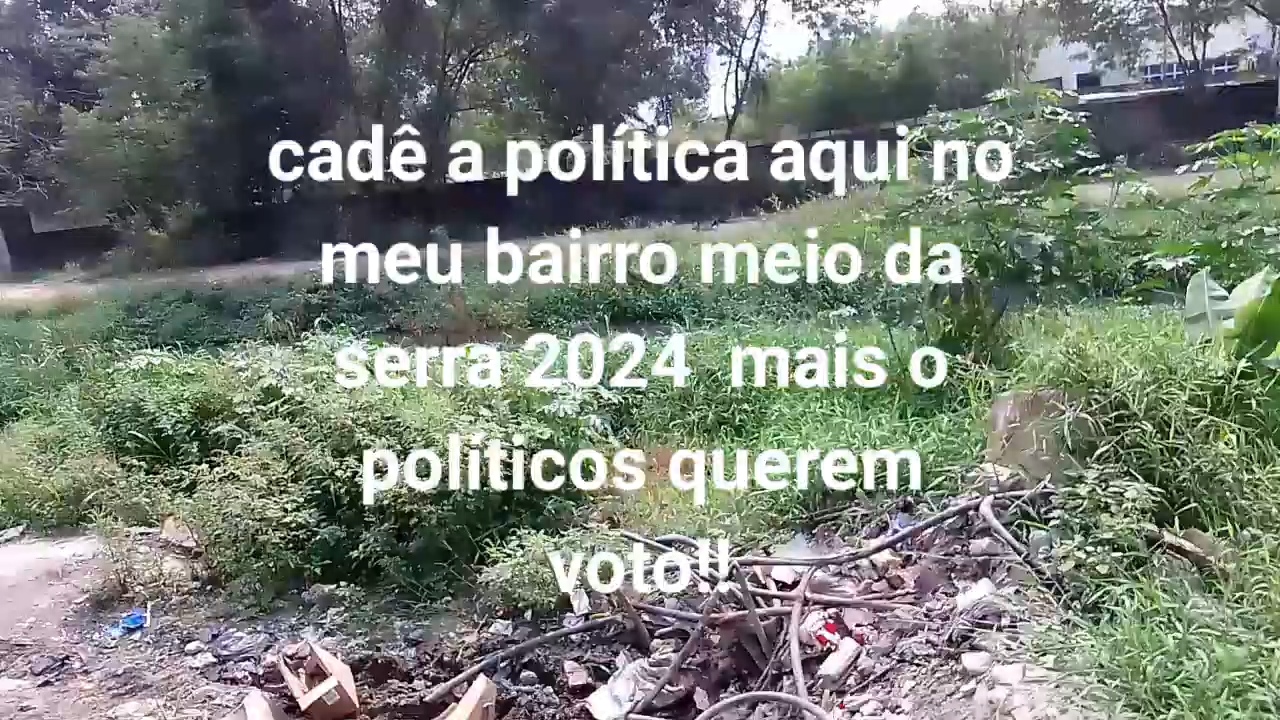 cadê a política aqui no
meu bairro meio da
serra 2024 mais o
políticos querem
voto!!